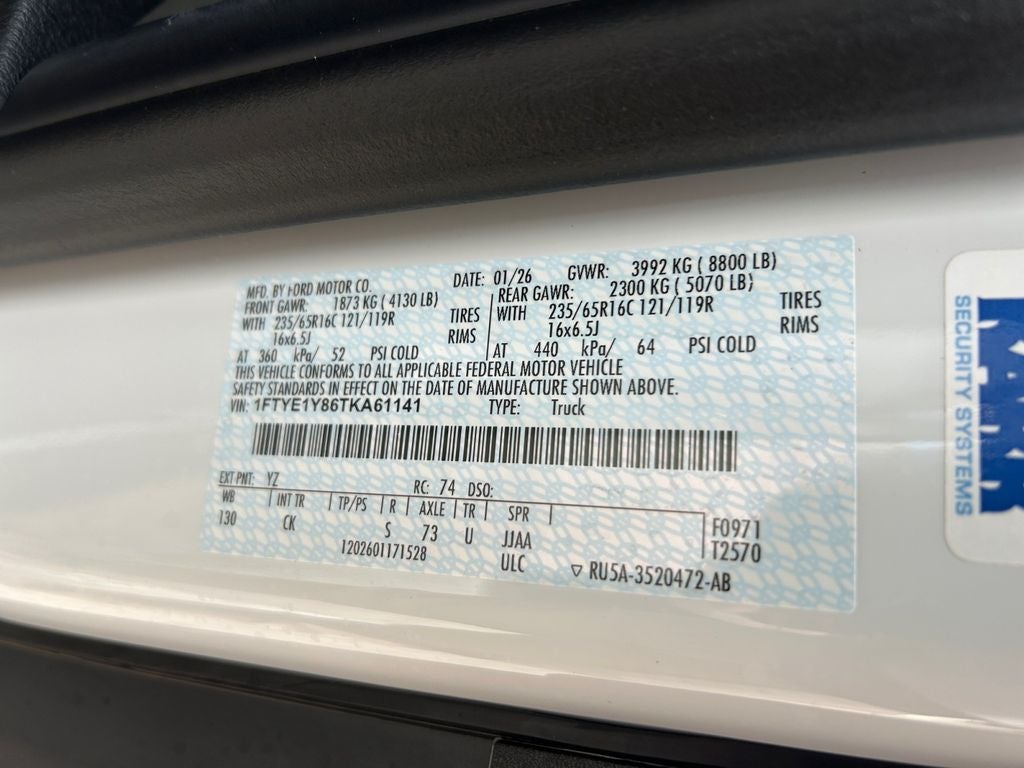 MFD. BY FORD MOTOR CO. DATE: 01/26 GVWR: 3992 KG ( 8800 LB)
FRONT GAWR: 1873 KG ( 4130 LB) REAR GAWR: 2300 KG ( 5070 LB)
WITH 235/65R16C 121/119R TIRES WITH 235/65R16C 121/119R TIRES
16x6.5J RIMS 16x6.5J RIMS
AT 360 kPa/ 52 PSI COLD AT 440 kPa/ 64 PSI COLD
THIS VEHICLE CONFORMS TO ALL APPLICABLE FEDERAL MOTOR VEHICLE
SAFETY STANDARDS IN EFFECT ON THE DATE OF MANUFACTURE SHOWN ABOVE.
VIN: 1FTYE1Y86TKA61141 TYPE: Truck
EXT PNT: YZ RC: 74 DSO:
WB INT TR TP/PS R AXLE TR SPR F0971
130 CK S 73 U JJAA T2570
1202601171528 ULC RU5A-3520472-AB
SECURITY SYSTEMS